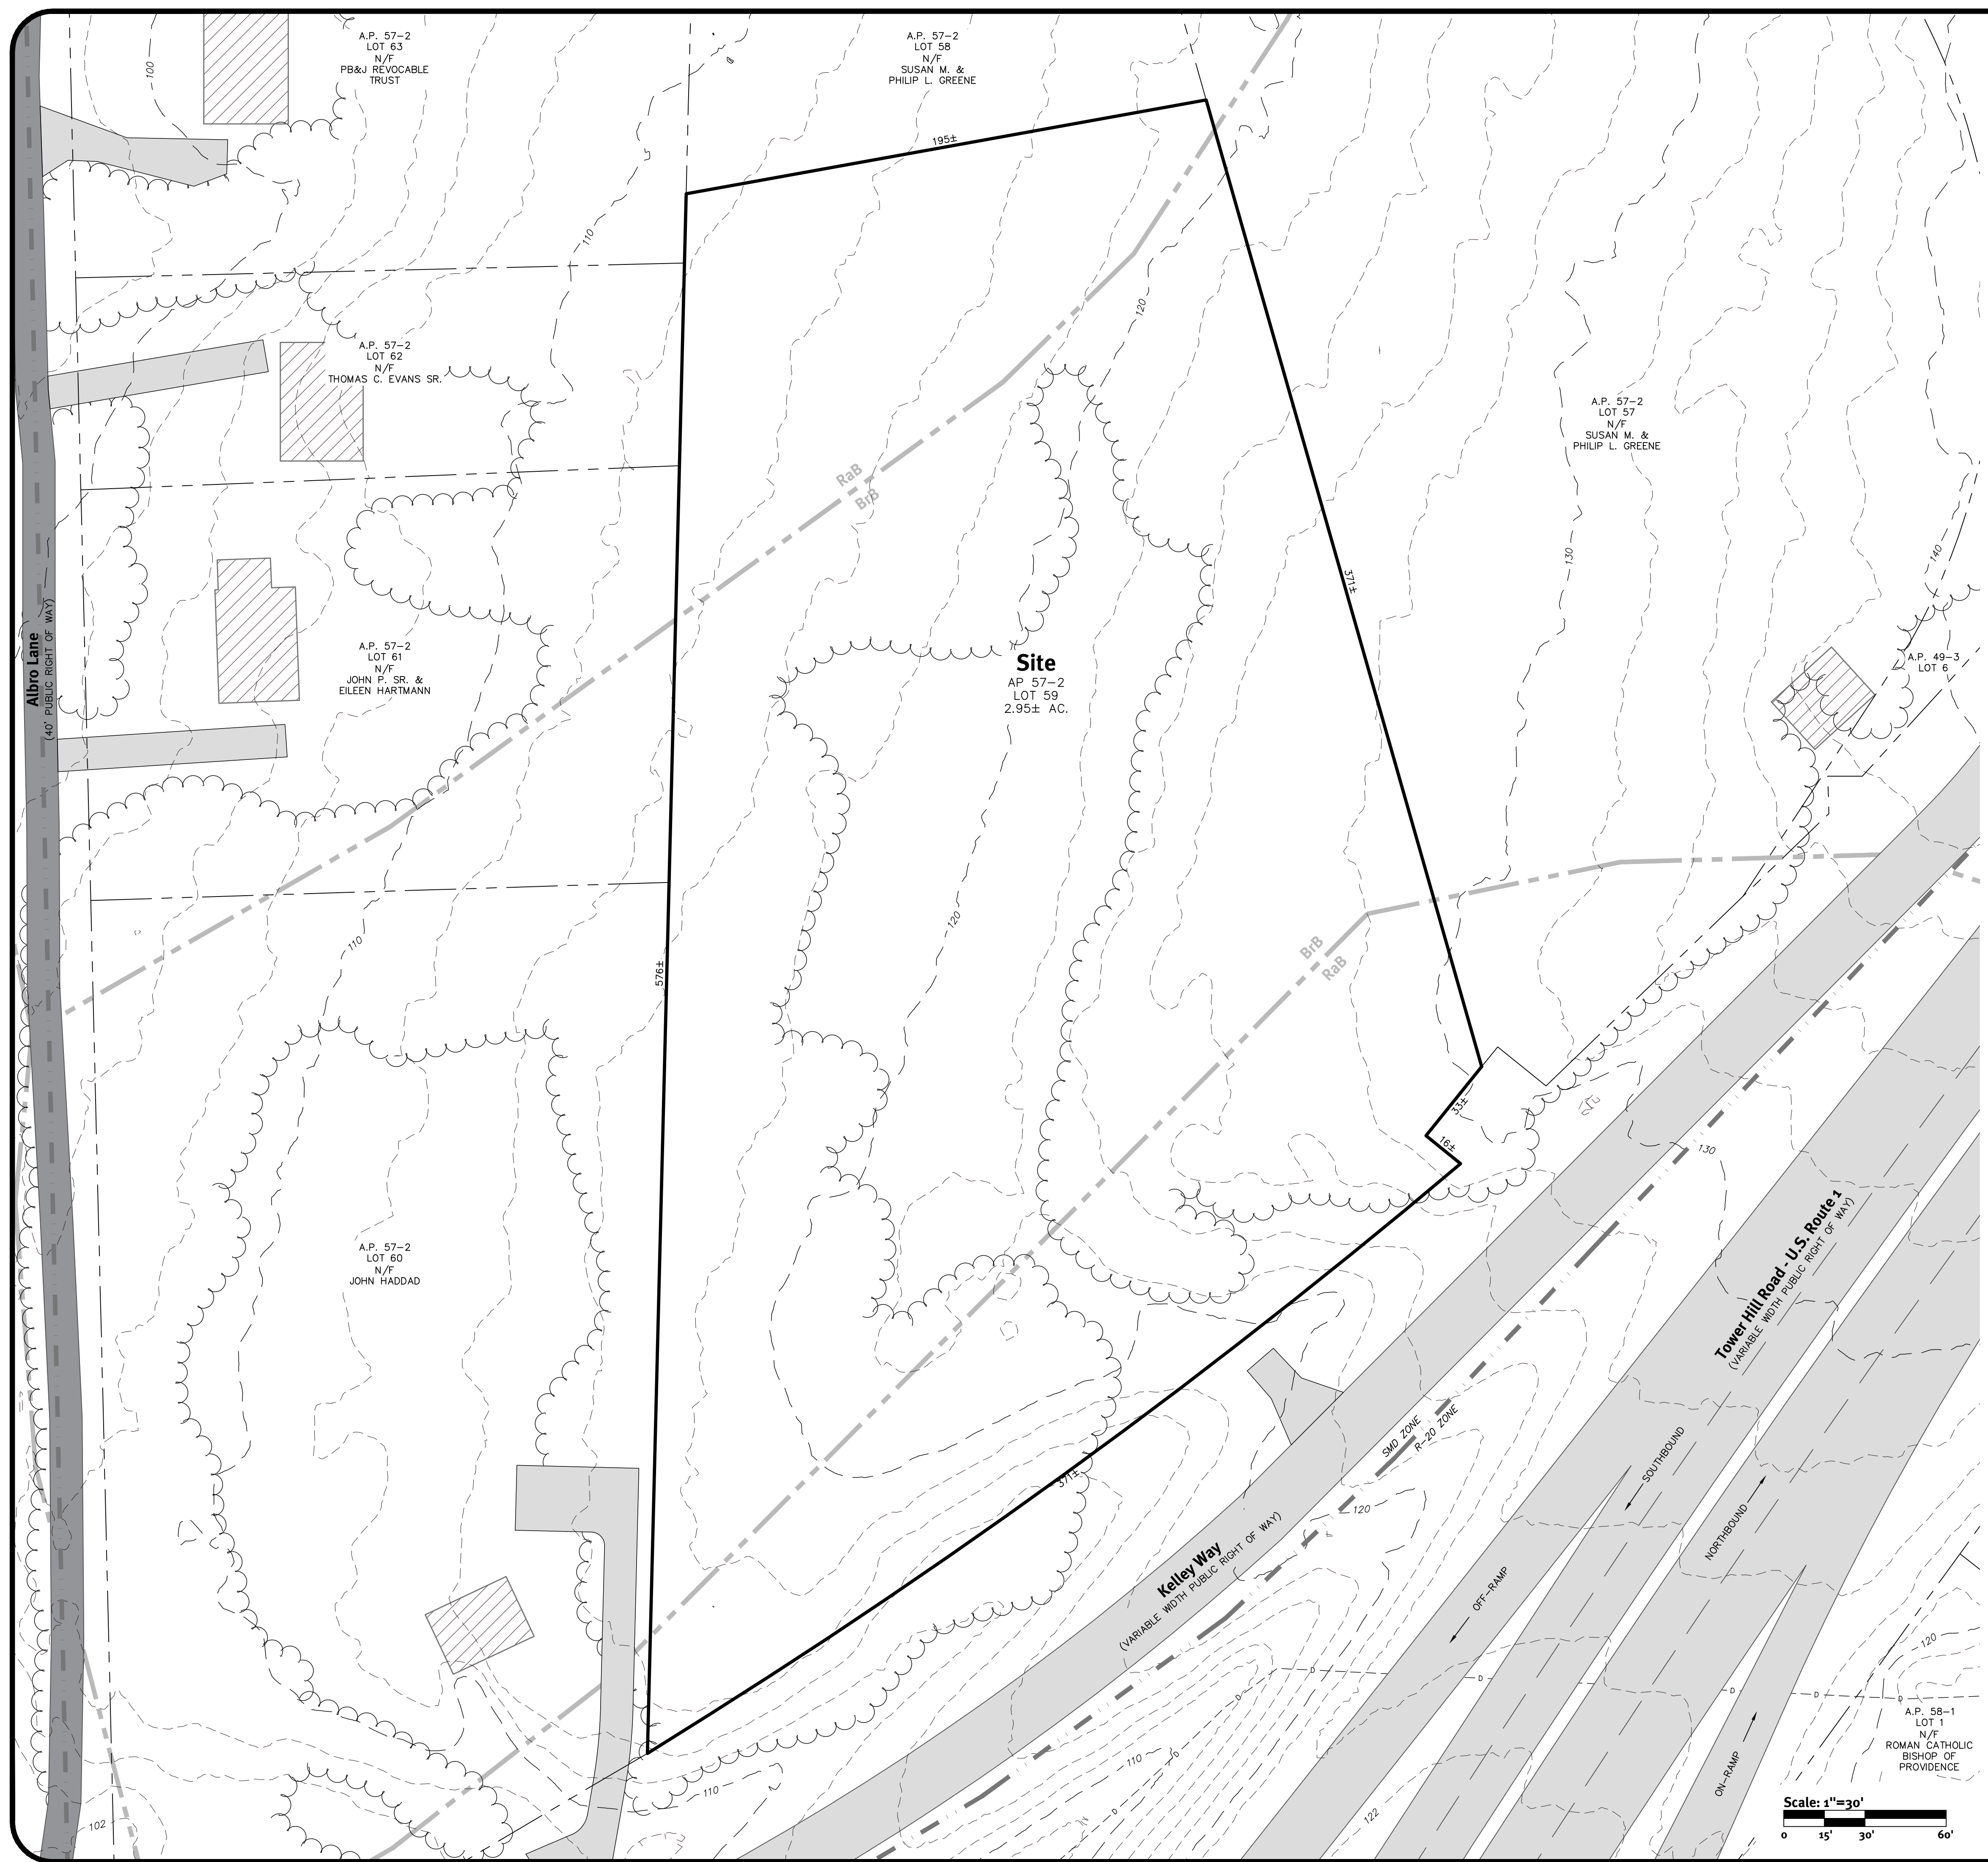 A.P. 57-2
LOT 63
N/F
PB&J REVOCABLE
TRUST
A.P. 57-2
LOT 58
N/F
SUSAN M. &
PHILIP L. GREENE
100
195±
110
120
A.P. 57-2
LOT 62
N/F
THOMAS C. EVANS SR.
A.P. 57-2
LOT 57
N/F
SUSAN M. &
PHILIP L. GREENE
RaB
BrB
371±
130
140
Albro Lane
(40' PUBLIC RIGHT OF WAY)
A.P. 57-2
LOT 61
N/F
JOHN P. SR. &
EILEEN HARTMANN
Site
AP 57-2
LOT 59
2.95± AC.
A.P. 49-3
LOT 6
110
120
576±
BrB
RaB
33±
16±
130
A.P. 57-2
LOT 60
N/F
JOHN HADDAD
Tower Hill Road - U.S. Route 1
(VARIABLE WIDTH PUBLIC RIGHT OF WAY)
371±
SMD ZONE
R-20 ZONE
SOUTHBOUND
NORTHBOUND
120
Kelley Way
(VARIABLE WIDTH PUBLIC RIGHT OF WAY)
OFF-RAMP
120
D
D
D
D
D
D
D
A.P. 58-1
LOT 1
N/F
ROMAN CATHOLIC
BISHOP OF
PROVIDENCE
ON-RAMP
110
110
122
102
Scale: 1"=30'
0 15' 30' 60'